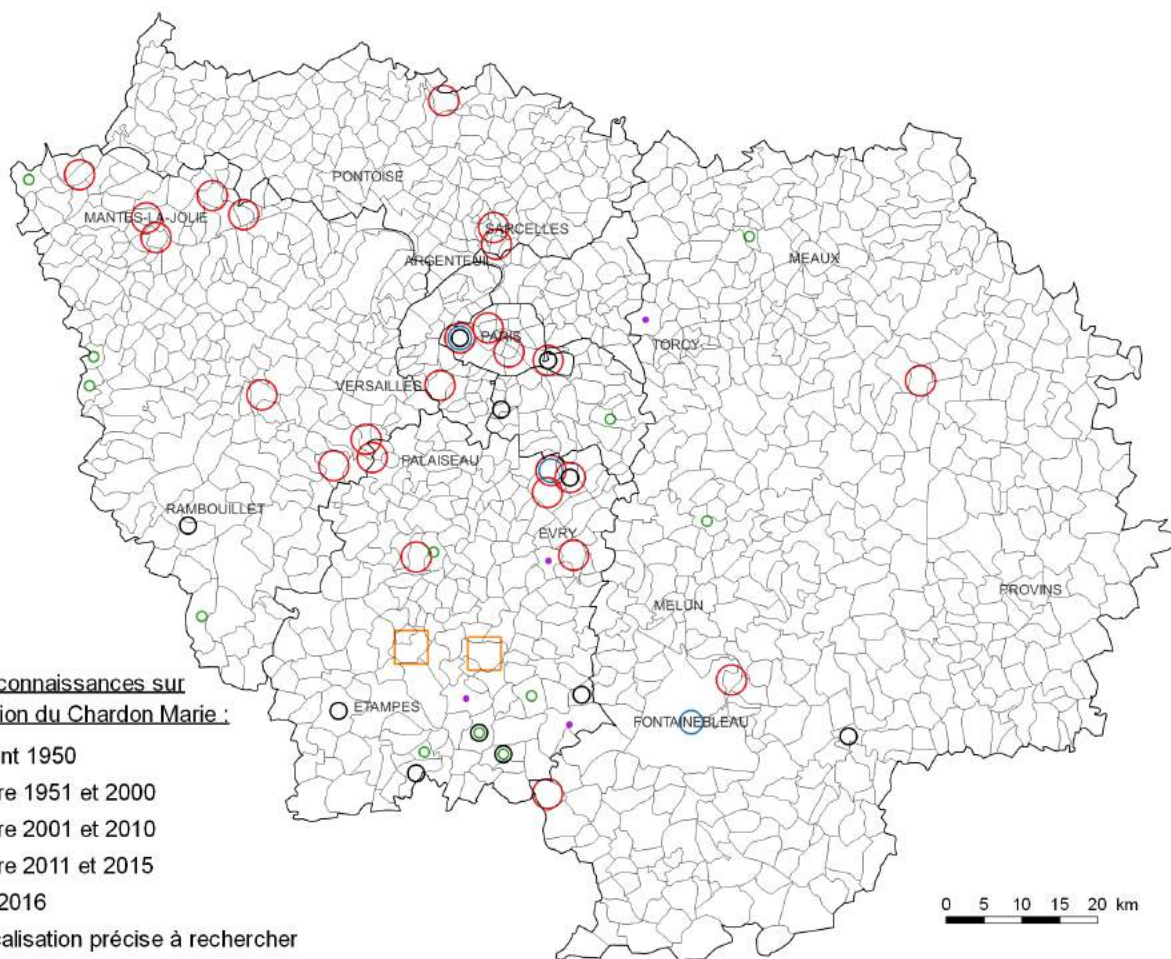 PONTOISE
MANTES-LA-JOLIE
SARCELLES
ARGENTEUIL
MEAUX
PARIS
TORCY
VERSAILLES
PALAISEAU
RAMBOUILLET
EVRY
MELUN
PROVINS
connaissances sur
ion du Chardon Marie :
ETAMPES
FONTAINEBLEAU
nt 1950
re 1951 et 2000
re 2001 et 2010
re 2011 et 2015
2016
calisation précise à rechercher
0 5 10 15 20 km